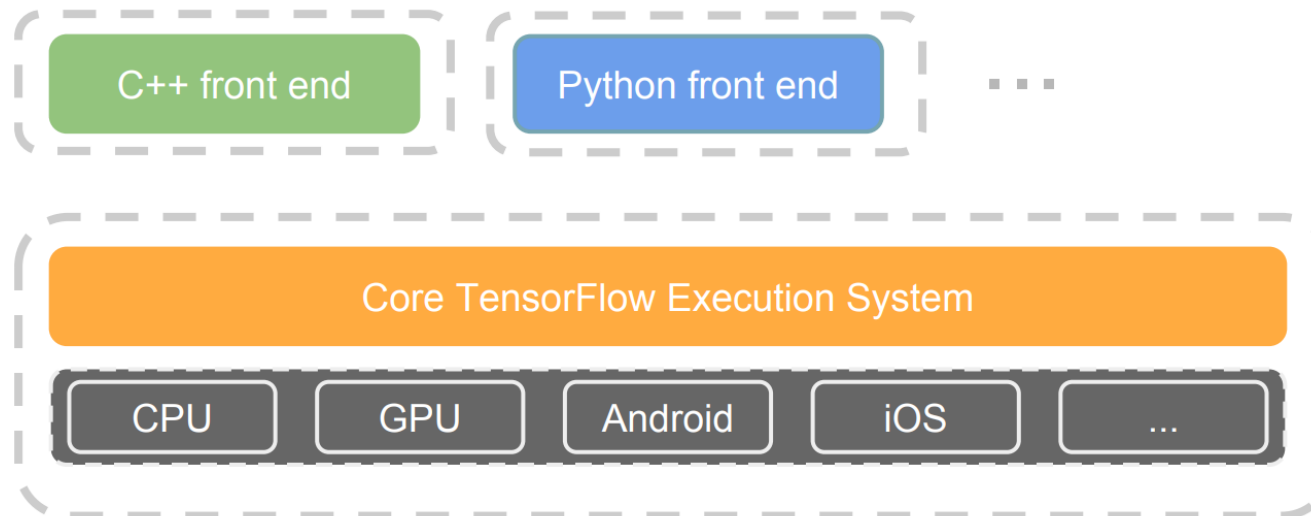 C++ front end
Python front end
...
Core TensorFlow Execution System
CPU
GPU
Android
iOS
...